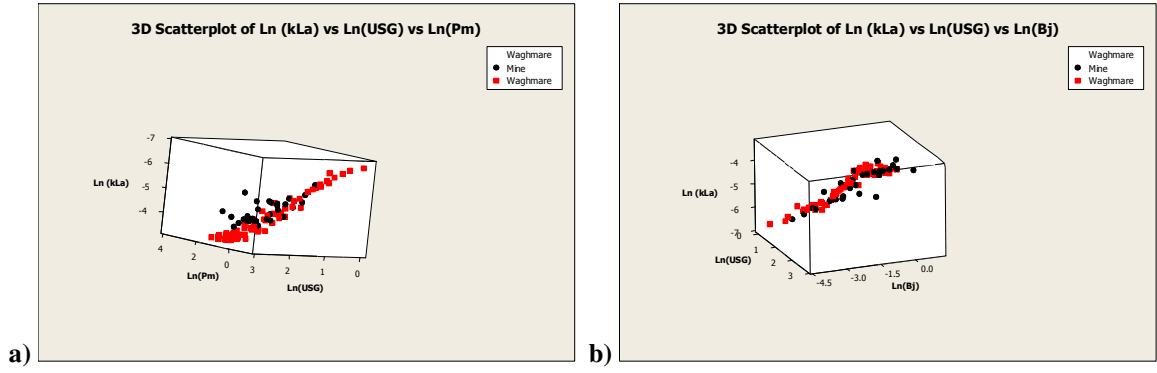 3D Scatterplot of Ln (kLa) vs Ln(USG) vs Ln(Pm)
Waghmare
Mine
Waghmare
-7
-6
-5
-4
Ln (kLa)
4
2
0
Ln(Pm)
3
2
1
0
Ln(USG)
a)
3D Scatterplot of Ln (kLa) vs Ln(USG) vs Ln(Bj)
Waghmare
Mine
Waghmare
-4
-5
-6
-7
Ln (kLa)
0
1
2
3
Ln(USG)
-4.5
-3.0
-1.5
0.0
Ln(Bj)
b)